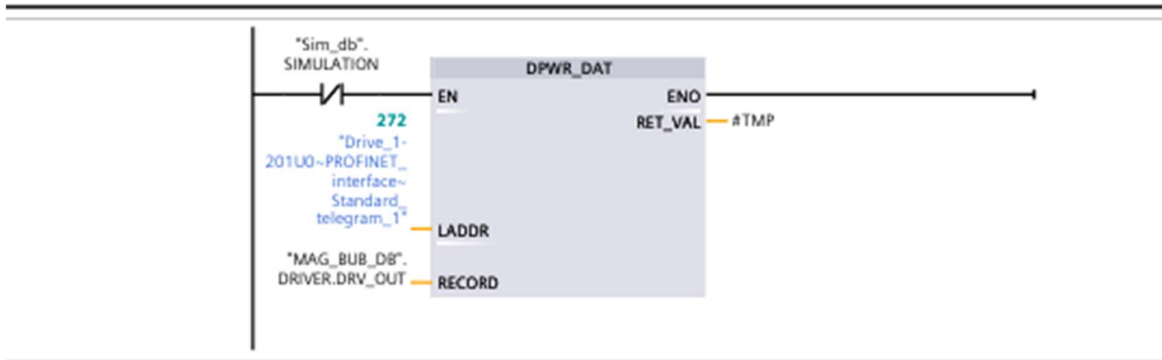 "Sim_db".
SIMULATION
DPWR_DAT
EN
ENO
272
RET_VAL
#TMP
"Drive_1-
201U0~PROFINET_
interface~
Standard_
telegram_1"
LADDR
"MAG_BUB_DB".
DRIVER.DRV_OUT
RECORD